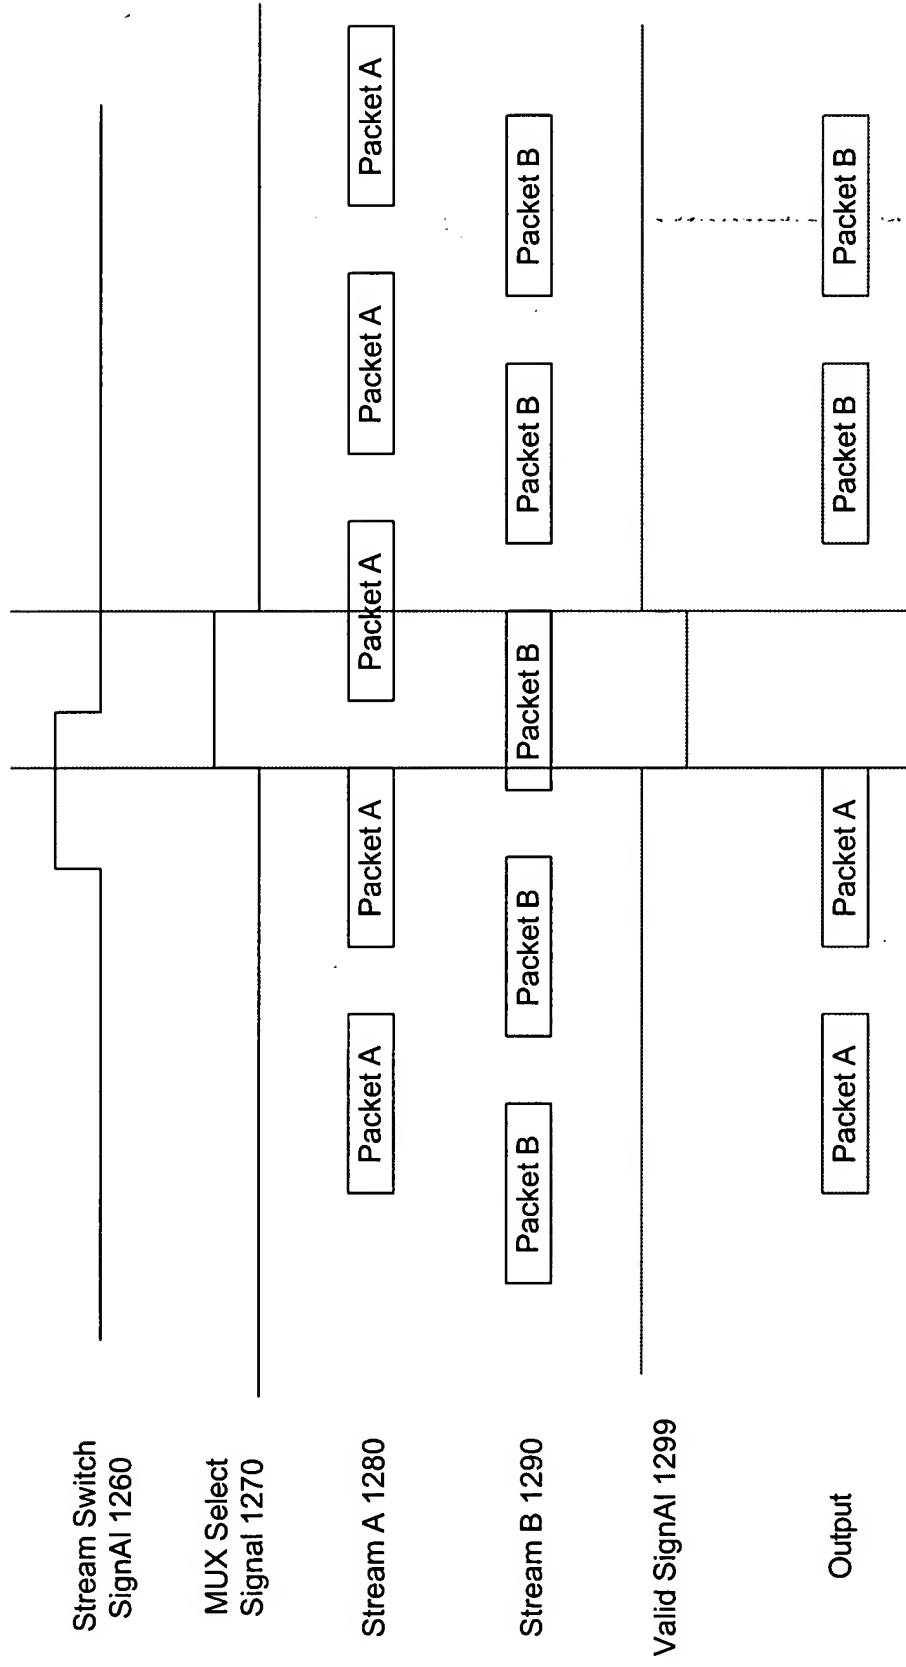 Stream Switch
SignAl 1260
MUX Select
Signal 1270
Stream A 1280
Packet A
Packet A
Packet A
Packet A
Packet A
Stream B 1290
Packet B
Packet B
Packet B
Packet B
Packet B
Valid SignAl 1299
Output
Packet A
Packet A
Packet B
Packet B